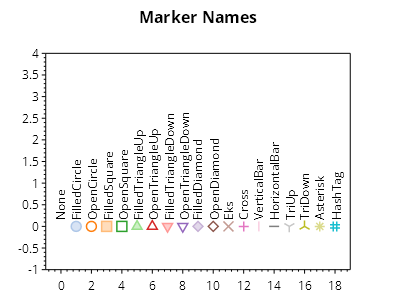 Marker Names
4
3.5
3
2.5
2
1.5
1
0.5
0
-0.5
-1
None
FilledCircle
OpenCircle
FilledSquare
OpenSquare
FilledTriangleUp
OpenTriangleUp
FilledTriangleDown
OpenTriangleDown
FilledDiamond
OpenDiamond
Eks
Cross
VerticalBar
HorizontalBar
TriUp
TriDown
Asterisk
HashTag
0 2 4 6 8 10 12 14 16 18